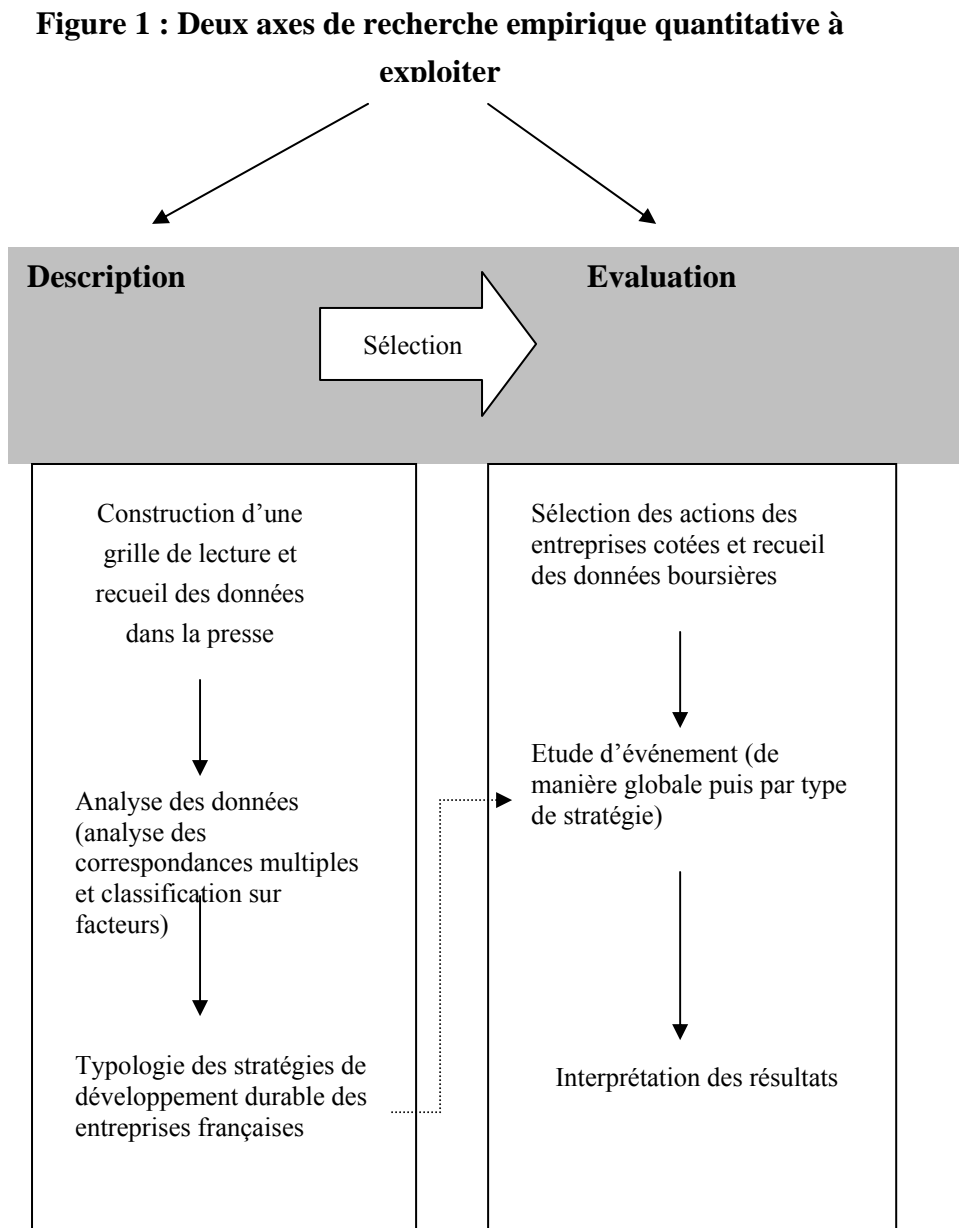 Figure 1 : Deux axes de recherche empirique quantitative à
exploiter
Description
Sélection
Evaluation
Construction d’une
grille de lecture et
recueil des données
dans la presse
Analyse des données
(analyse des
correspondances multiples
et classification sur
facteurs)
Typologie des stratégies de
développement durable des
entreprises françaises
Sélection des actions des
entreprises cotées et recueil
des données boursières
Etude d’événement (de
manière globale puis par type
de stratégie)
Interprétation des résultats